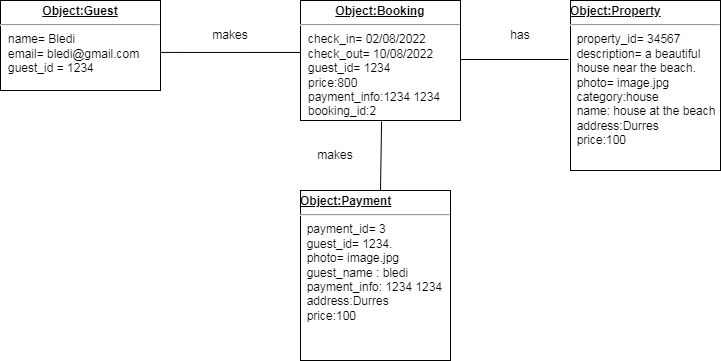 Object:Guest
name= Bledi
email= bledi@gmail.com
guest_id = 1234
makes
Object:Booking
check_in= 02/08/2022
check_out= 10/08/2022
guest_id= 1234
price:800
payment_info:1234 1234
booking_id:2
has
Object:Property
property_id= 34567
description= a beautiful
house near the beach.
photo= image.jpg
category:house
name: house at the beach
address:Durres
price:100
makes
Object:Payment
payment_id= 3
guest_id= 1234.
photo= image.jpg
guest_name : bledi
payment_info: 1234 1234
address:Durres
price:100